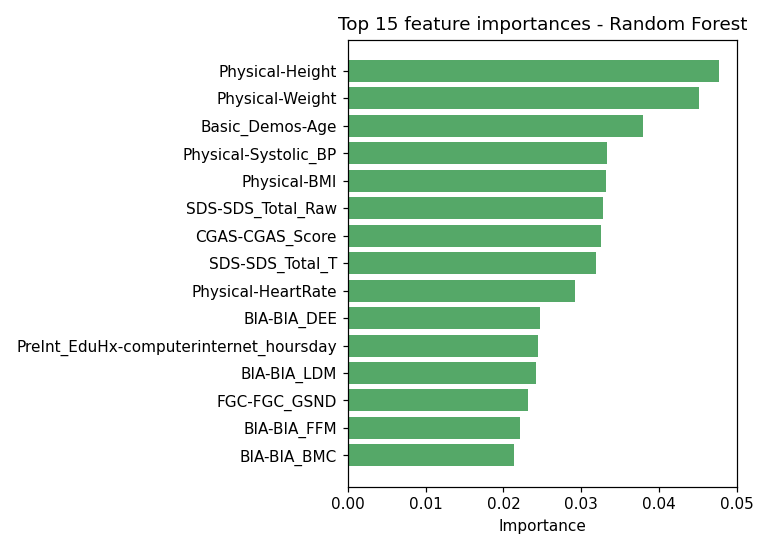 Top 15 feature importances - Random Forest
Physical-Height
Physical-Weight
Basic_Demos-Age
Physical-Systolic_BP
Physical-BMI
SDS-SDS_Total_Raw
CGAS-CGAS_Score
SDS-SDS_Total_T
Physical-HeartRate
BIA-BIA_DEE
PreInt_EduHx-computerinternet_hoursday
BIA-BIA_LDM
FGC-FGC_GSND
BIA-BIA_FFM
BIA-BIA_BMC
0.00 0.01 0.02 0.03 0.04 0.05
Importance